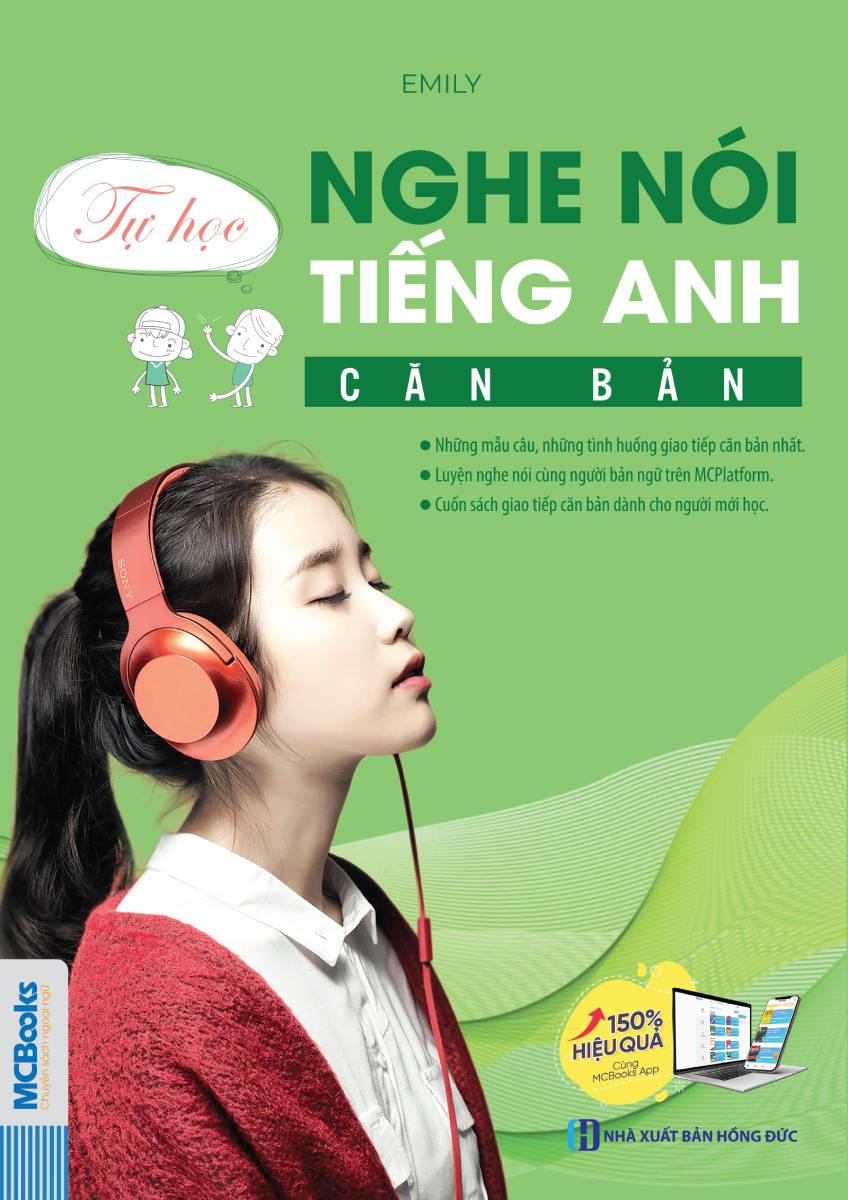 EMILY
Tự học
NGHE NÓI
TIẾNG ANH
CĂN BẢN
Những mẫu câu, những tình huống giao tiếp căn bản nhất.
Luyện nghe nói cùng người bản ngữ trên MCPlatform.
Cuốn sách giao tiếp căn bản dành cho người mới học.
SONY
150%
HIỆU QUẢ
Cùng
MCBooks App
MCBooks
Chuyên sách ngoại ngữ
NHÀ XUẤT BẢN HỒNG ĐỨC